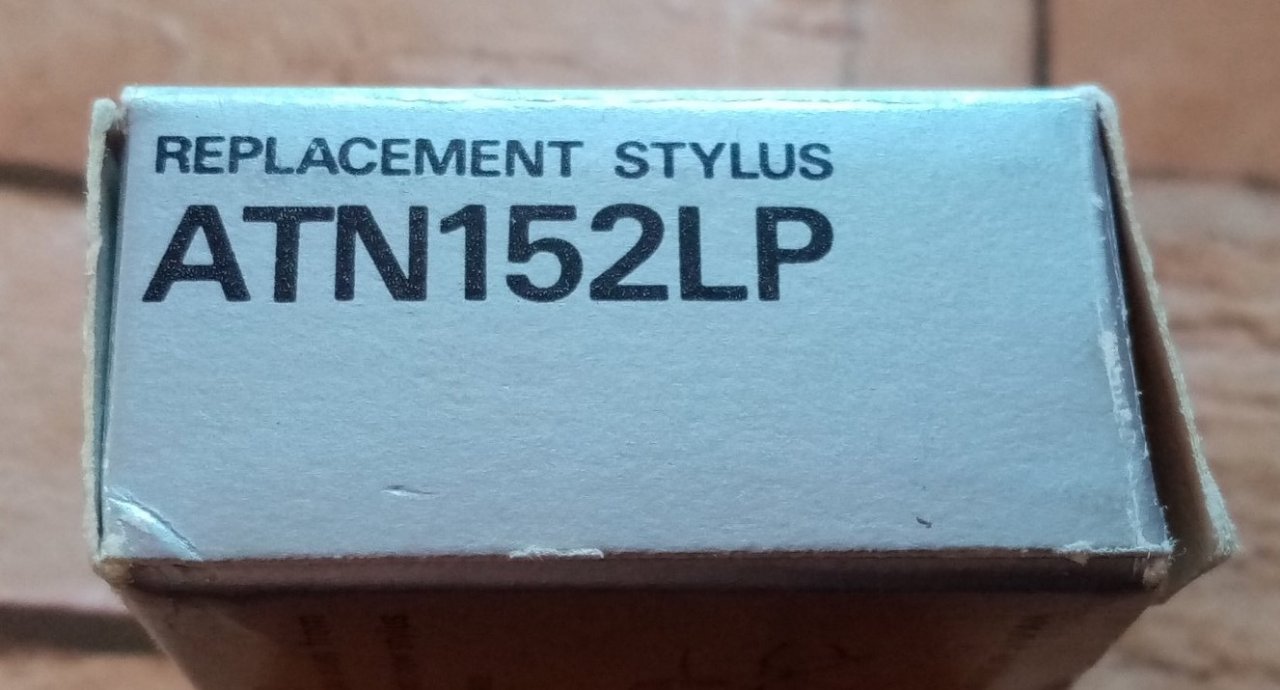 REPLACEMENT STYLUS
ATN152LP